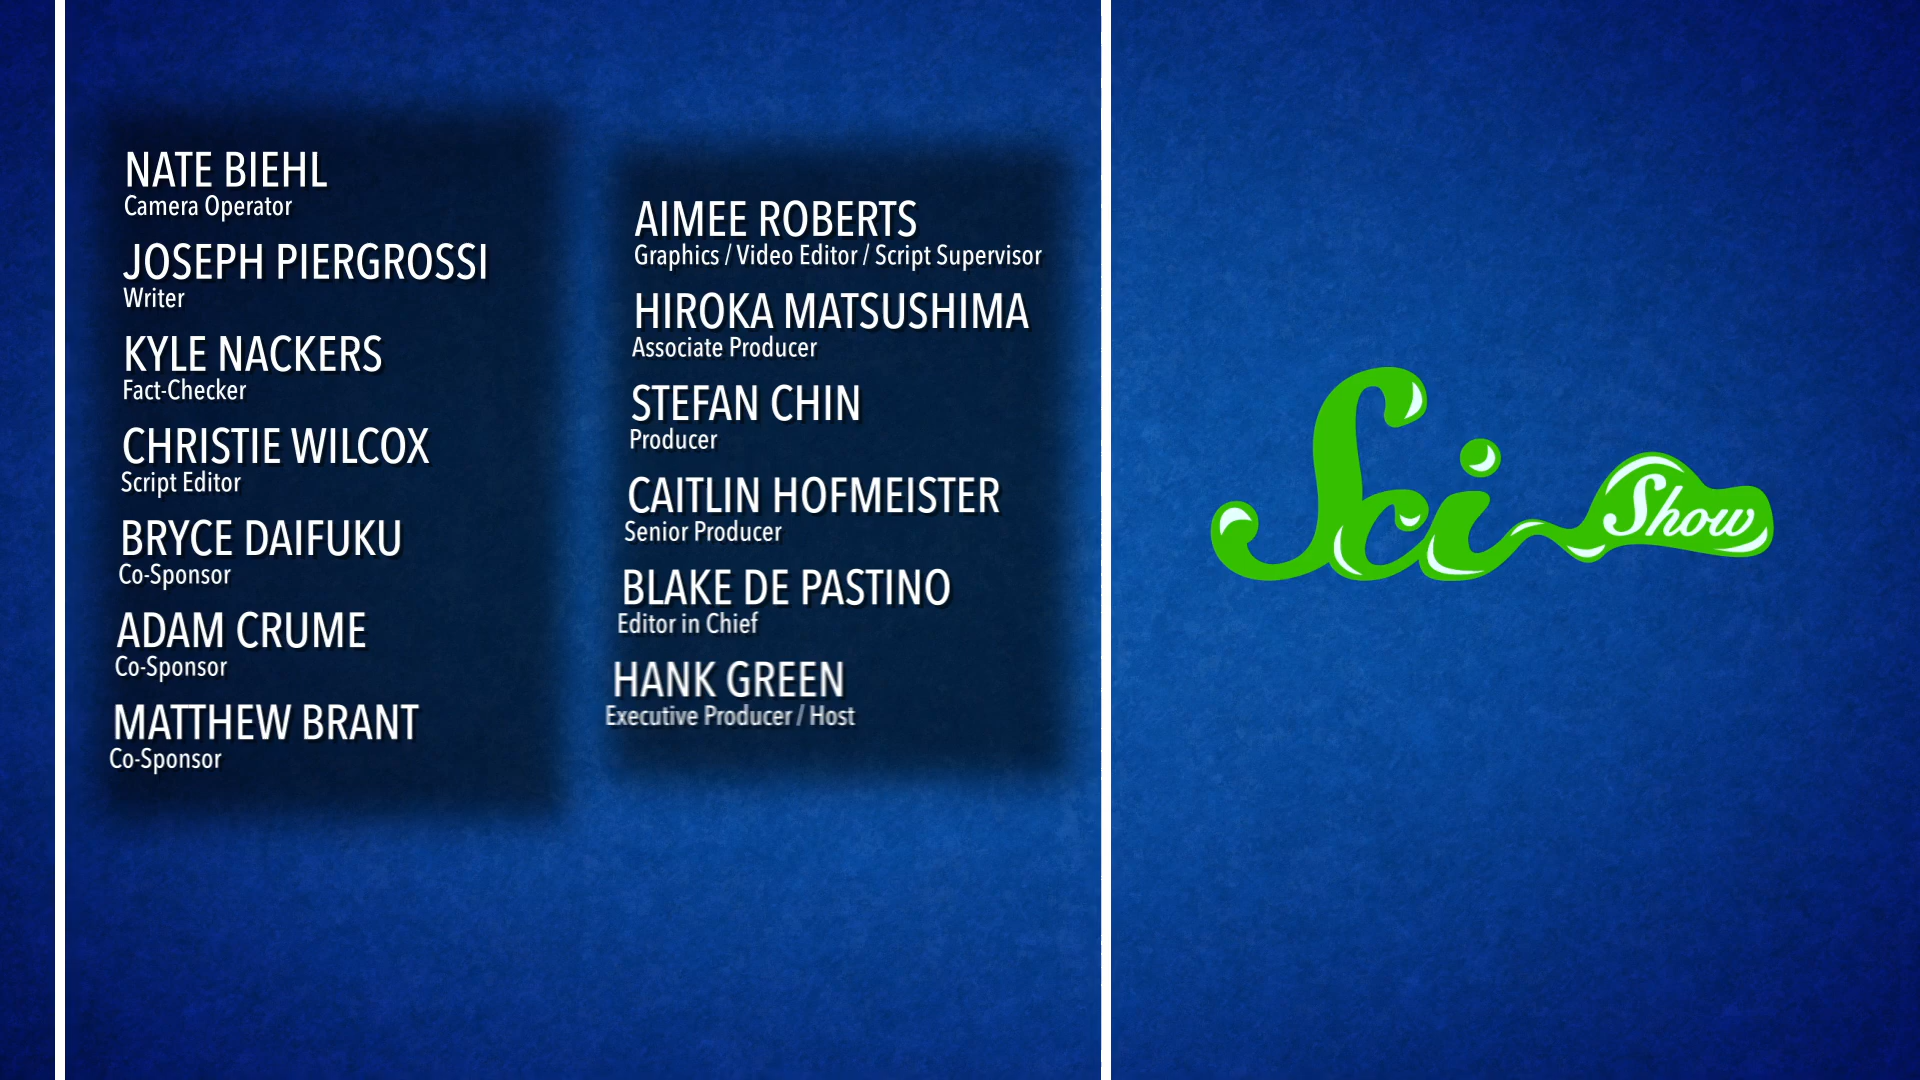 NATE BIEHL
Camera Operator
JOSEPH PIERGROSSI
Writer
KYLE NACKERS
Fact-Checker
CHRISTIE WILCOX
Script Editor
BRYCE DAIFUKU
Co-Sponsor
ADAM CRUME
Co-Sponsor
MATTHEW BRANT
Co-Sponsor
AIMEE ROBERTS
Graphics / Video Editor / Script Supervisor
HIROKA MATSUSHIMA
Associate Producer
STEFAN CHIN
Producer
CAITLIN HOFMEISTER
Senior Producer
BLAKE DE PASTINO
Editor in Chief
HANK GREEN
Executive Producer / Host
Sci Show